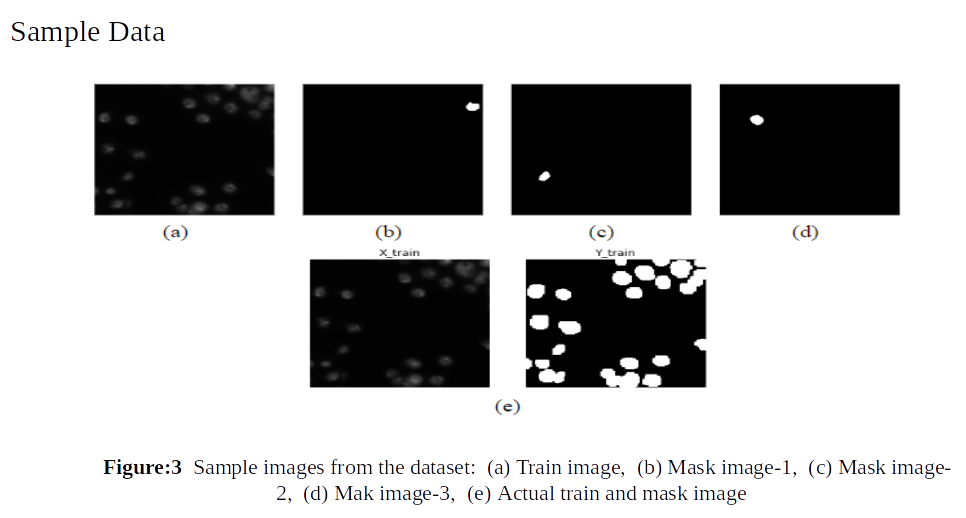 Sample Data
(a)
(b)
(c)
(d)
X_train
Y_train
(e)
Figure:3 Sample images from the dataset: (a) Train image, (b) Mask image-1, (c) Mask image-
2, (d) Mak image-3, (e) Actual train and mask image